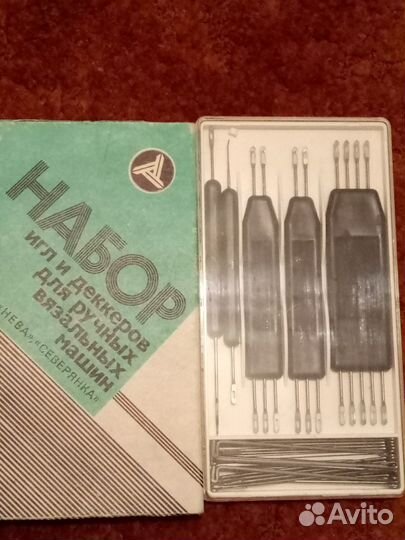 НАБОР
игл и деккеров
для ручных
вязальных
машин
НЕВА", „СЕВЕРЯНКА"
Avito